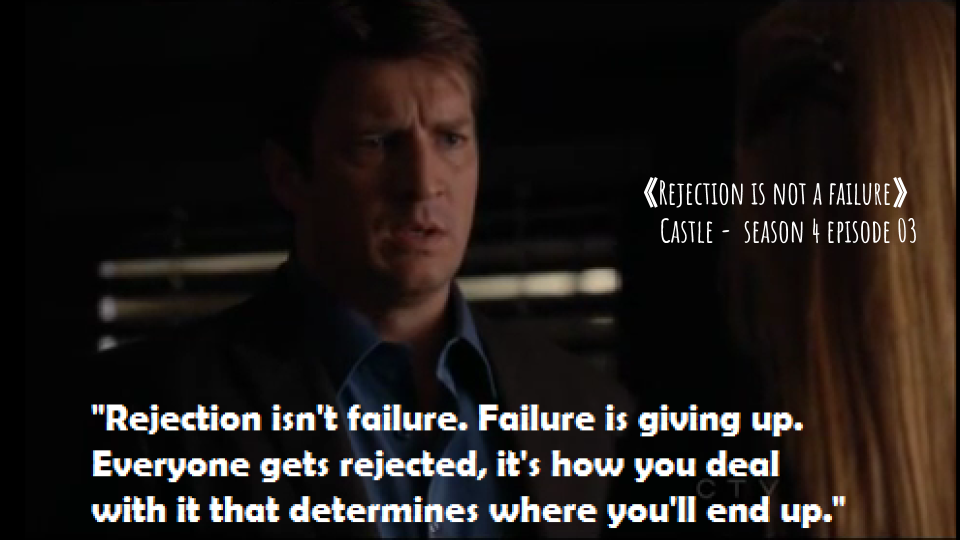 《Rejection is not a failure》
Castle - season 4 episode 03
"Rejection isn't failure. Failure is giving up.
Everyone gets rejected, it's how you deal
CTV
with it that determines where you'll end up."